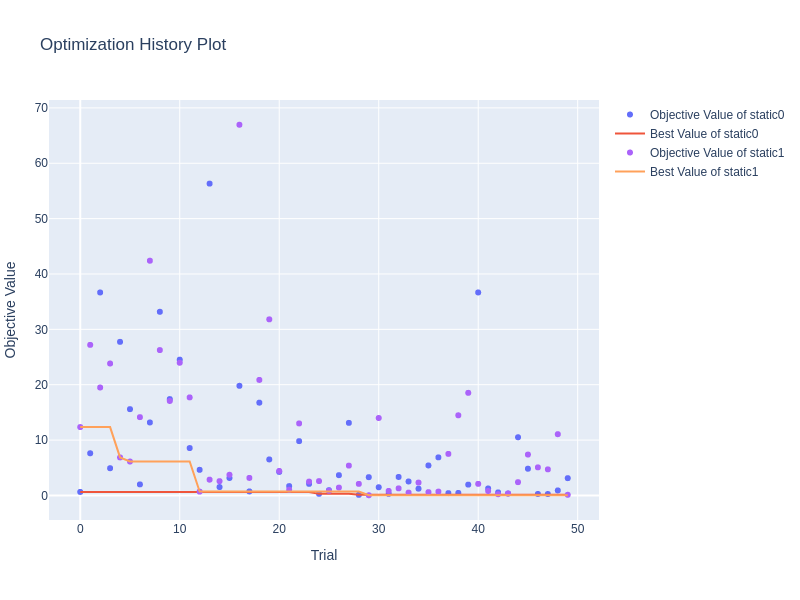 Optimization History Plot
Objective Value of static0
Best Value of static0
Objective Value of static1
Best Value of static1
Objective Value
70
60
50
40
30
20
10
0
0 10 20 30 40 50
Trial